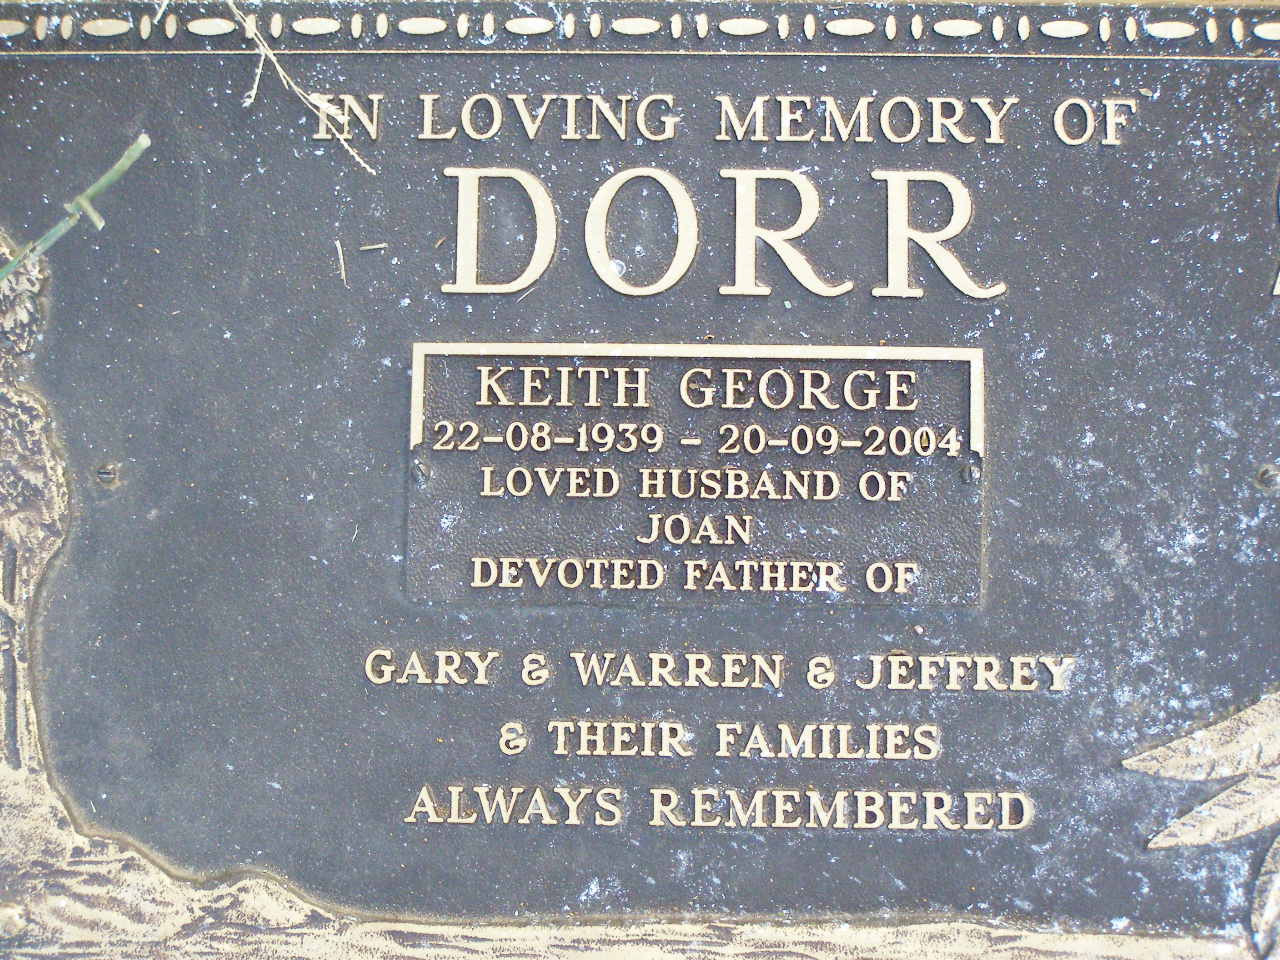 IN LOVING MEMORY OF
DORR
KEITH GEORGE
22-08-1939 - 20-09-2004
LOVED HUSBAND OF
JOAN
DEVOTED FATHER OF
GARY & WARREN & JEFFREY
& THEIR FAMILIES
ALWAYS REMEMBERED